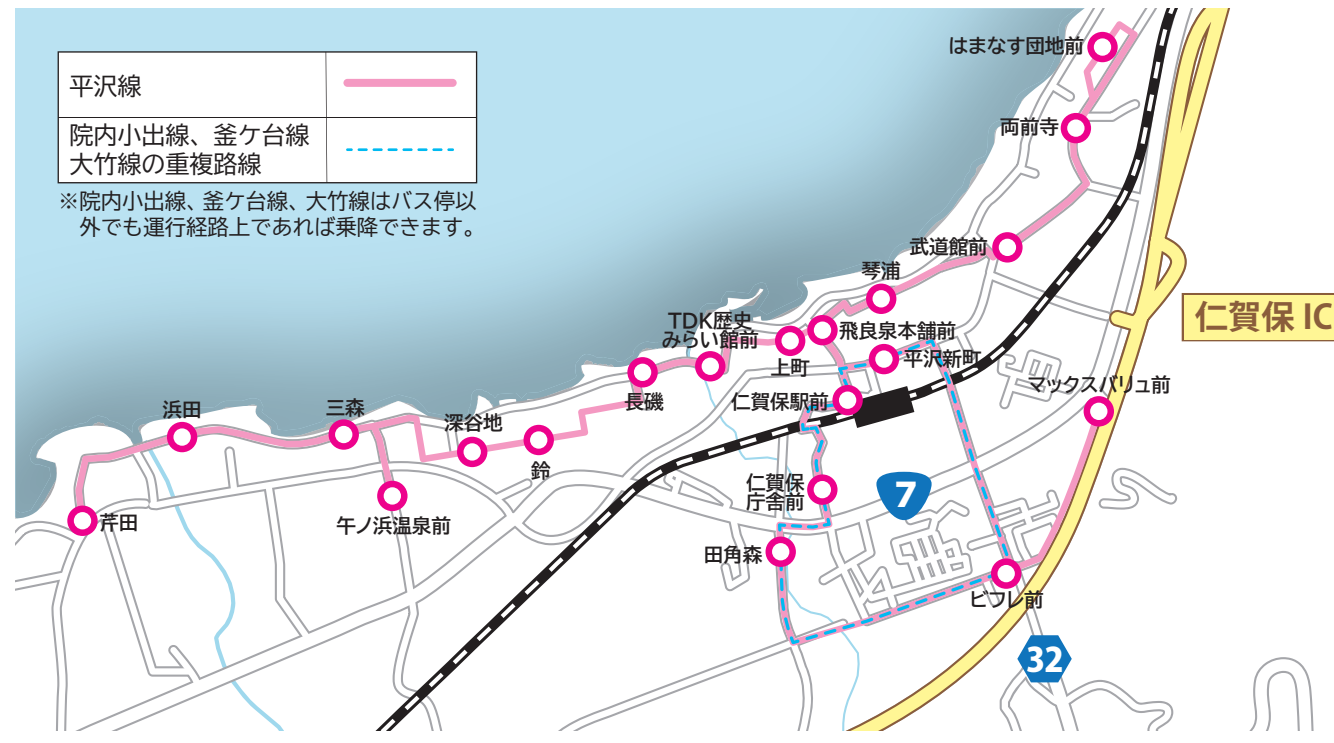 平沢線
院内小出線、釜ケ台線
大竹線の重複路線
※院内小出線、釜ケ台線、大竹線はバス停以
外でも運行経路上であれば乗降できます。
はまなす団地前
両前寺
武道館前
琴浦
仁賀保 IC
TDK歴史
みらい館前
飛良泉本舗前
上町
平沢新町
マックスバリュ前
長磯
仁賀保駅前
浜田
三森
深谷地
鈴
仁賀保
庁舎前
7
芹田
午ノ浜温泉前
田角森
ビフレ前
32